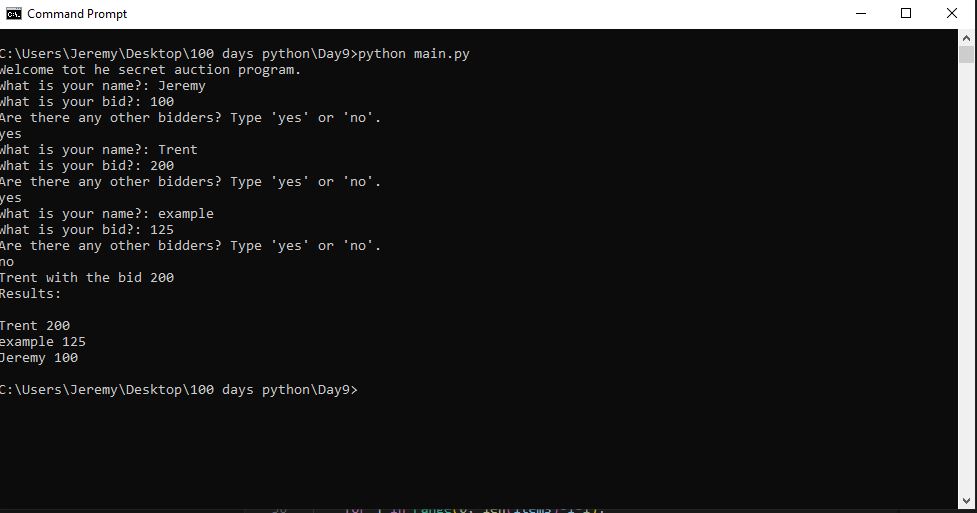 Command Prompt
C:\Users\Jeremy\Desktop\100 days python\Day9>python main.py
Welcome tot he secret auction program.
What is your name?: Jeremy
What is your bid?: 100
Are there any other bidders? Type 'yes' or 'no'.
yes
What is your name?: Trent
What is your bid?: 200
Are there any other bidders? Type 'yes' or 'no'.
yes
What is your name?: example
What is your bid?: 125
Are there any other bidders? Type 'yes' or 'no'.
no
Trent with the bid 200
Results:
Trent 200
example 125
Jeremy 100
C:\Users\Jeremy\Desktop\100 days python\Day9>